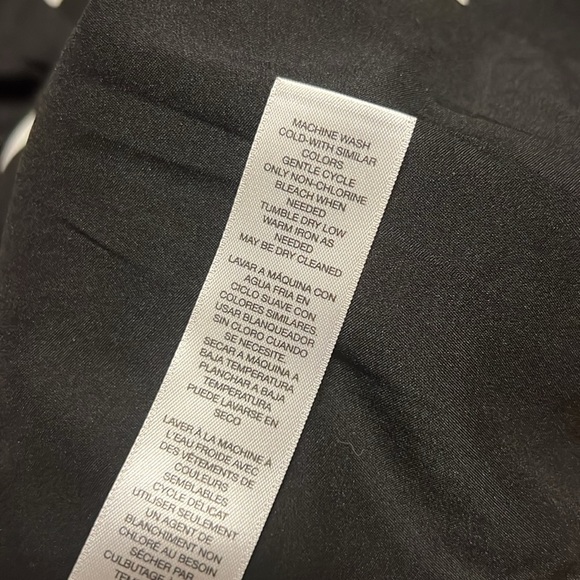 MACHINE WASH
COLD-WITH SIMILAR
COLORS
GENTLE CYCLE
ONLY NON-CHLORINE
BLEACH WHEN
NEEDED
TUMBLE DRY LOW
WARM IRON AS
NEEDED
MAY BE DRY CLEANED
LAVAR A MÁQUINA CON
AGUA FRIA EN
CICLO SUAVE CON
COLORES SIMILARES,
USAR BLANQUEADOR
SIN CLORO CUANDO
SE NECESITE.
SECAR A MÁQUINA A
BAJA TEMPERATURA
PLANCHAR A BAJA
TEMPERATURA
PUEDE LAVARSE EN
SECO
LAVER À LA MACHINE À
L'EAU FROIDE AVEC
DES VÊTEMENTS DE
COULEURS
SEMBLABLES
CYCLE DÉLICAT
UTILISER SEULEMENT
UN AGENT DE
BLANCHIMENT NON
CHLORÉ AU BESOIN
SÉCHER PAR
CULBUTAGE